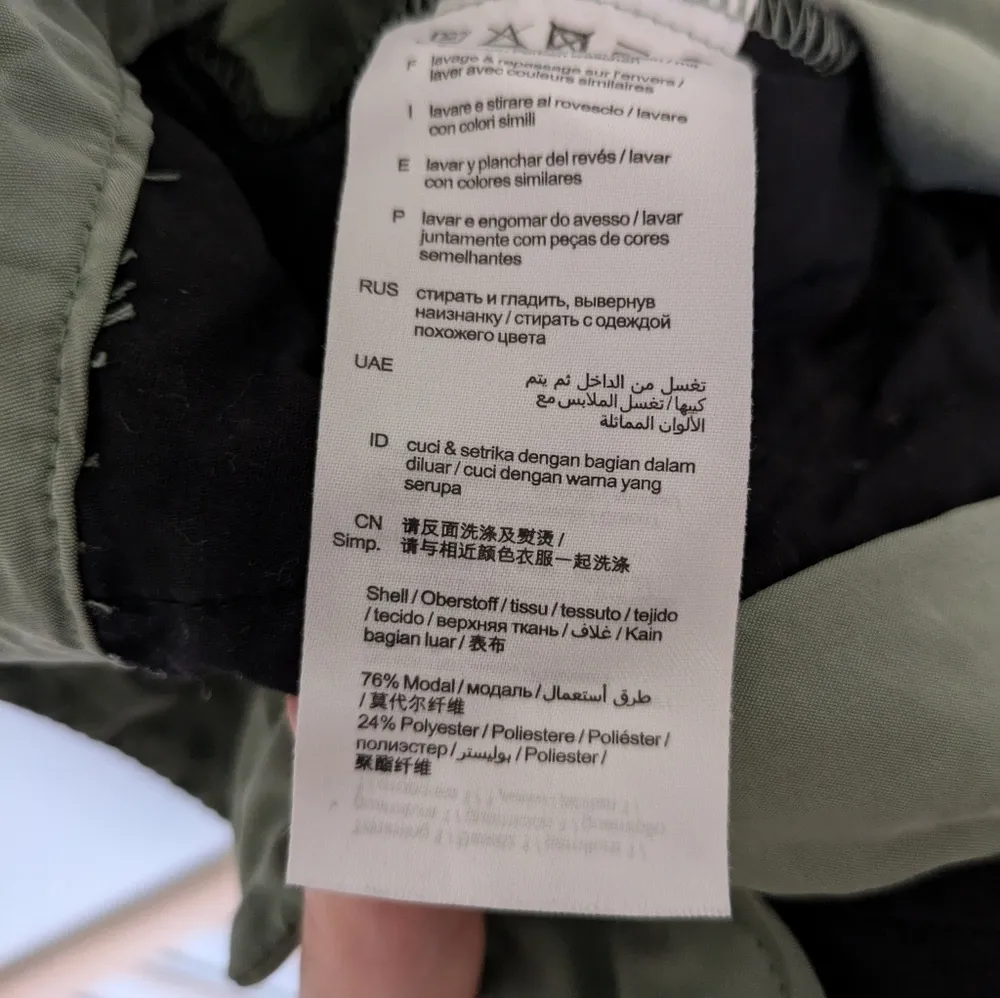 F lavage & repassage sur l'envers /
laver avec couleurs similaires
I lavare e stirare al rovescio / lavare
con colori simili
E lavar y planchar del revés / lavar
con colores similares
P lavar e engomar do avesso / lavar
juntamente com peças de cores
semelhantes
RUS стирать и гладить, вывернув
наизнанку / стирать с одеждой
похожего цвета
UAE تغسل من الداخل ثم يتم
كييها/تغسل الملابس مع
الألوان المماثلة
ID cuci & setrika dengan bagian dalam
diluar / cuci dengan warna yang
serupa
CN 请反面洗涤及熨烫 /
Simp. 请与相近颜色衣服一起洗涤
Shell / Oberstoff / tissu / tessuto / tejido
/ tecido / верхняя ткань / غلاف / Kain
bagian luar / 表布
76% Modal / модаль / طرق أستعمال
/ 莫代尔纤维
24% Polyester / Poliestere / Poliéster /
полиэстер / بوليستر / Poliester /
聚酯纤维